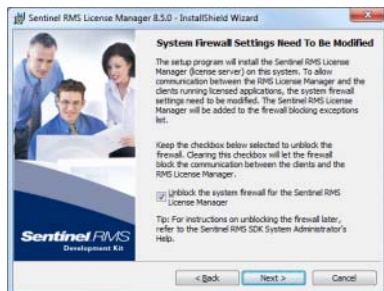 Sentinel RMS License Manager 8.5.0 - InstallShield Wizard
System Firewall Settings Need To Be Modified
The setup program will install the Sentinel RMS License
Manager (license server) on this system. To allow
communication between the RMS License Manager and the
clients running licensed applications, the system firewall
settings need to be modified. The Sentinel RMS License
Manager will be added to the firewall blocking exceptions
list.
Keep the checkbox below selected to unblock the
firewall. Clearing this checkbox will let the firewall
block the communication between the clients and the
RMS License Manager.
Unblock the system firewall for the Sentinel RMS
License Manager
Tip: For instructions on unblocking the firewall later,
refer to the Sentinel RMS SDK System Administrator's
Help.
Sentinel RMS
Development Kit
< Back
Next >
Cancel